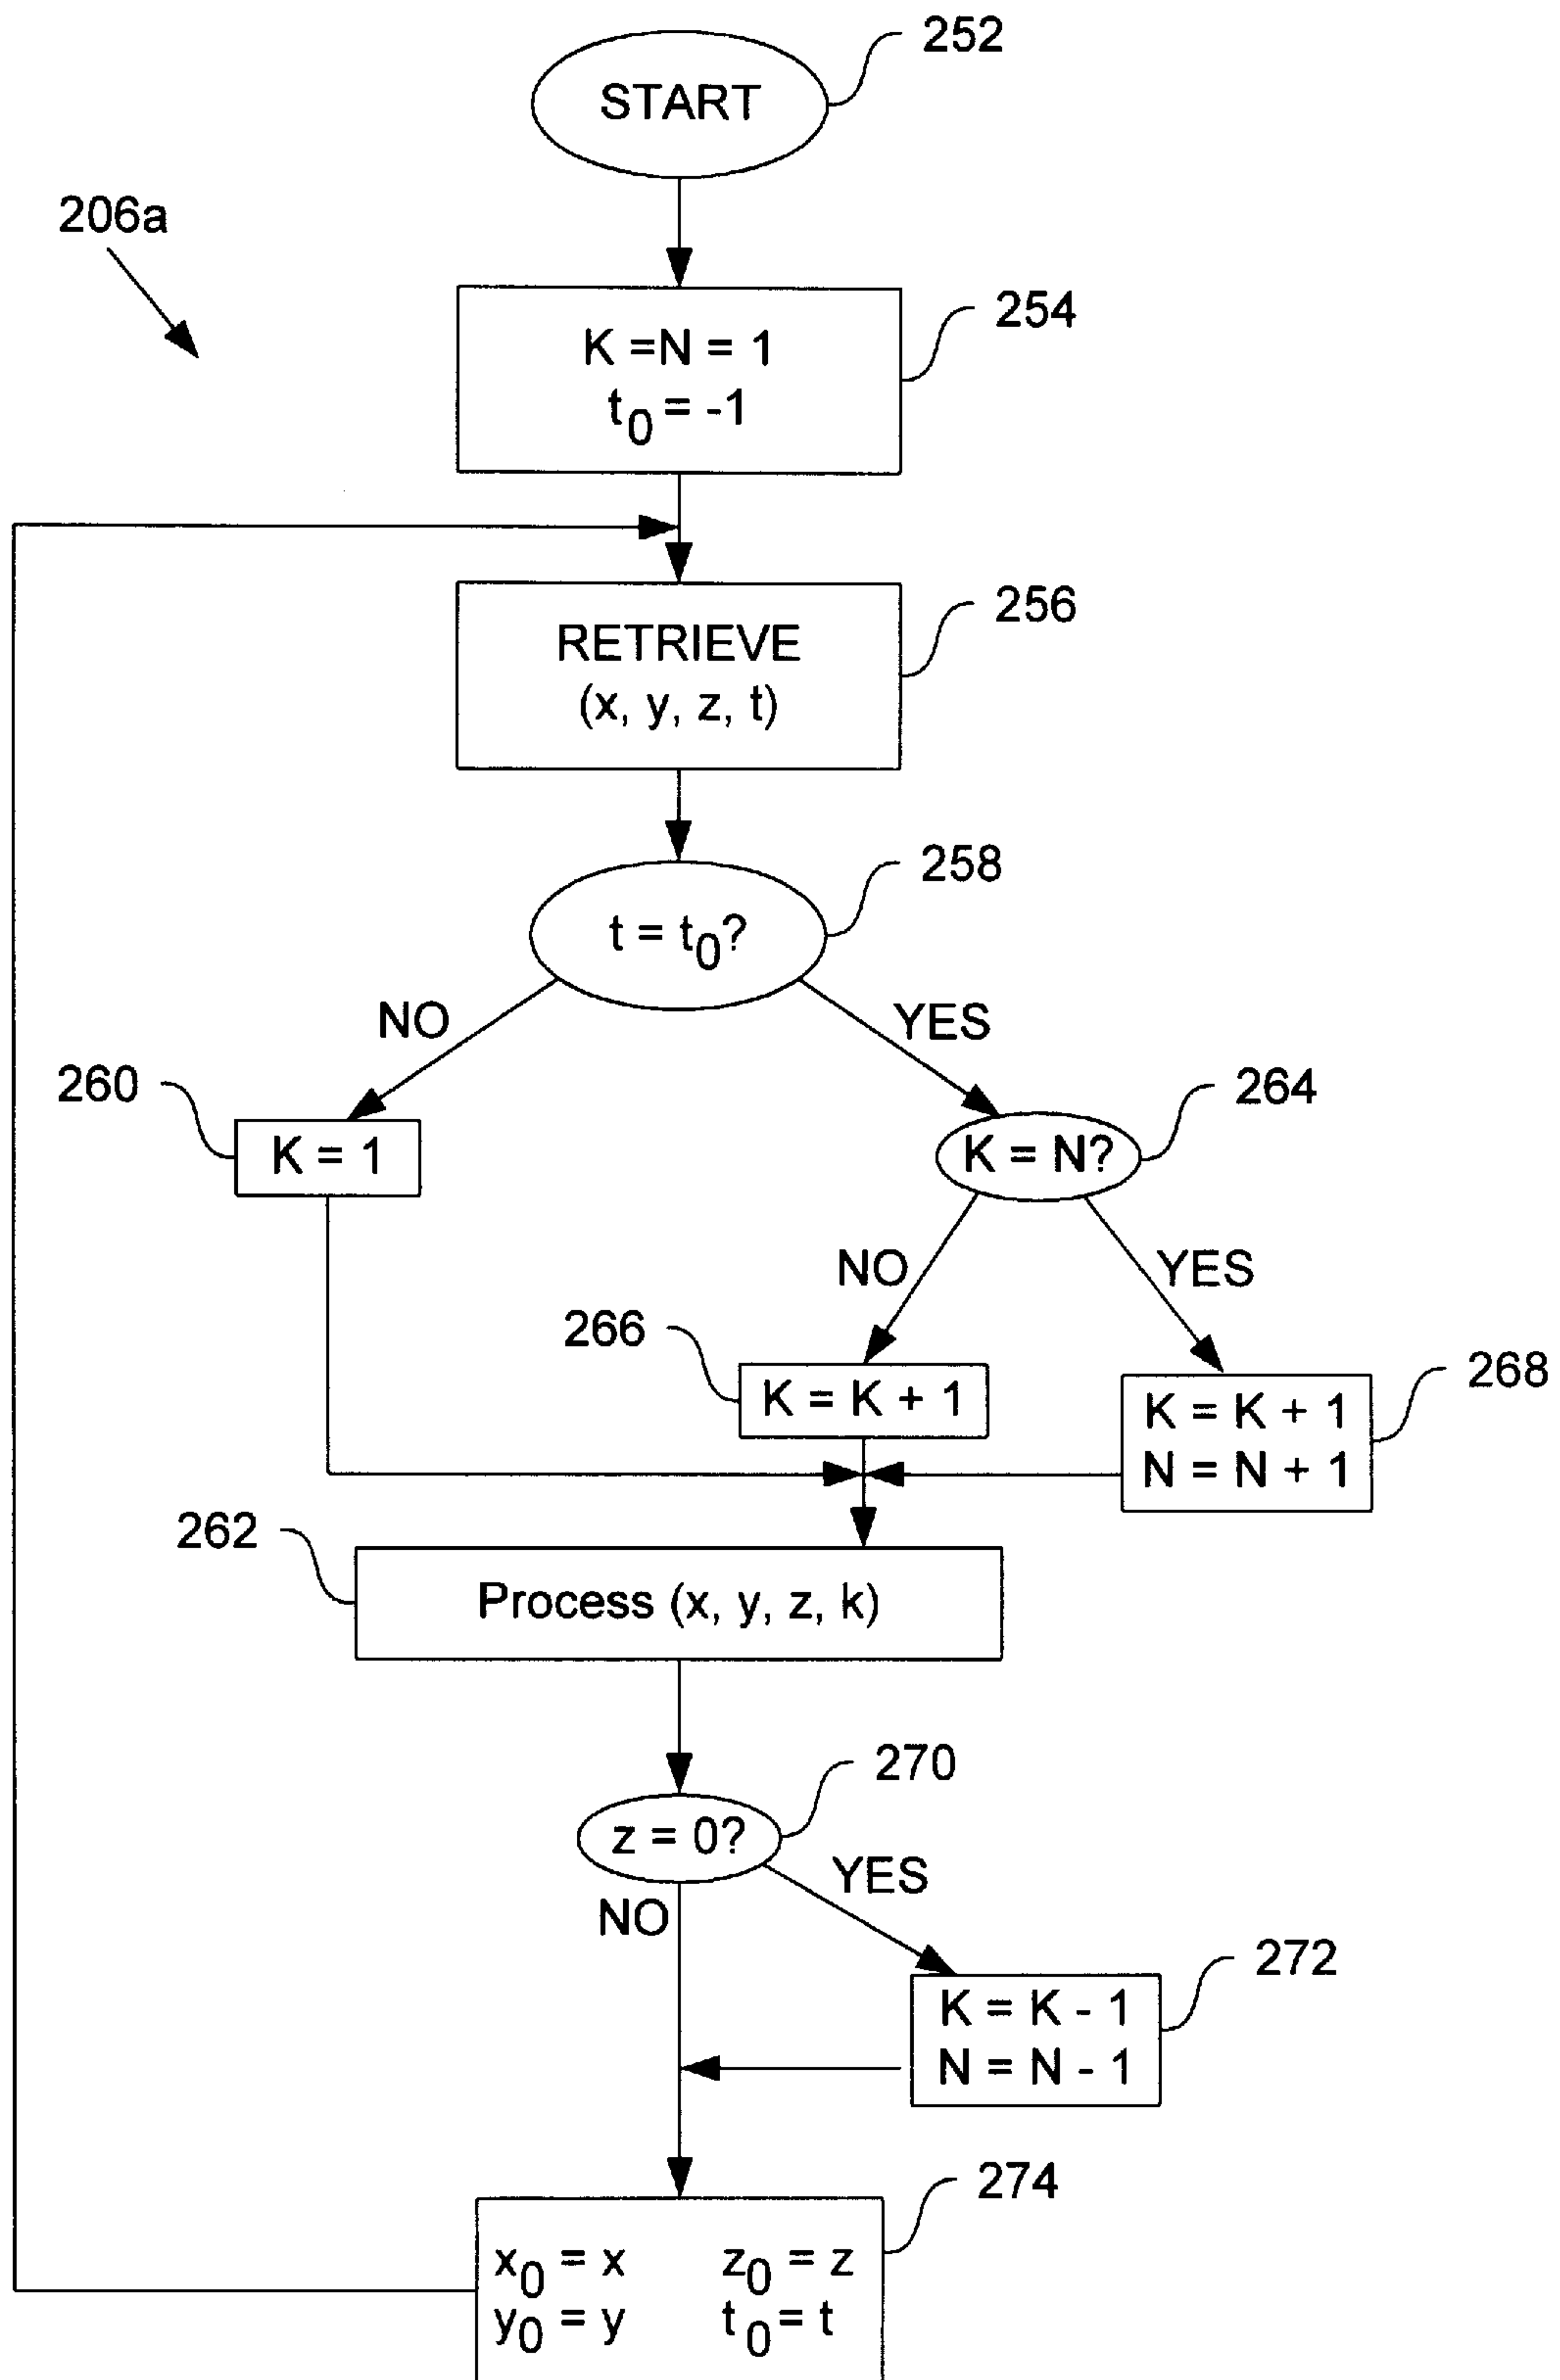 252
START
206a
254
K =N = 1
t₀ = -1
256
RETRIEVE
(x, y, z, t)
258
t = t₀?
NO
YES
260
264
K = 1
K = N?
NO
YES
266
268
K = K + 1
K = K + 1
N = N + 1
262
Process (x, y, z, k)
270
z = 0?
YES
NO
272
K = K - 1
N = N - 1
274
x₀ = x z₀ = z
y₀ = y t₀ = t